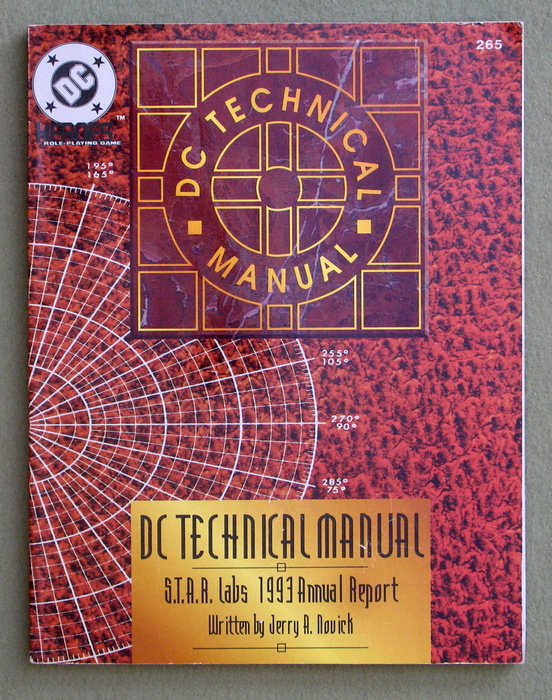 265
DC
HEROES™
ROLE-PLAYING GAME
DC TECHNICAL
MANUAL
195°
165°
255°
105°
270°
90°
285°
75°
DC TECHNICAL MANUAL
S.T.A.R. Labs 1993 Annual Report
Written by Jerry A. Novick